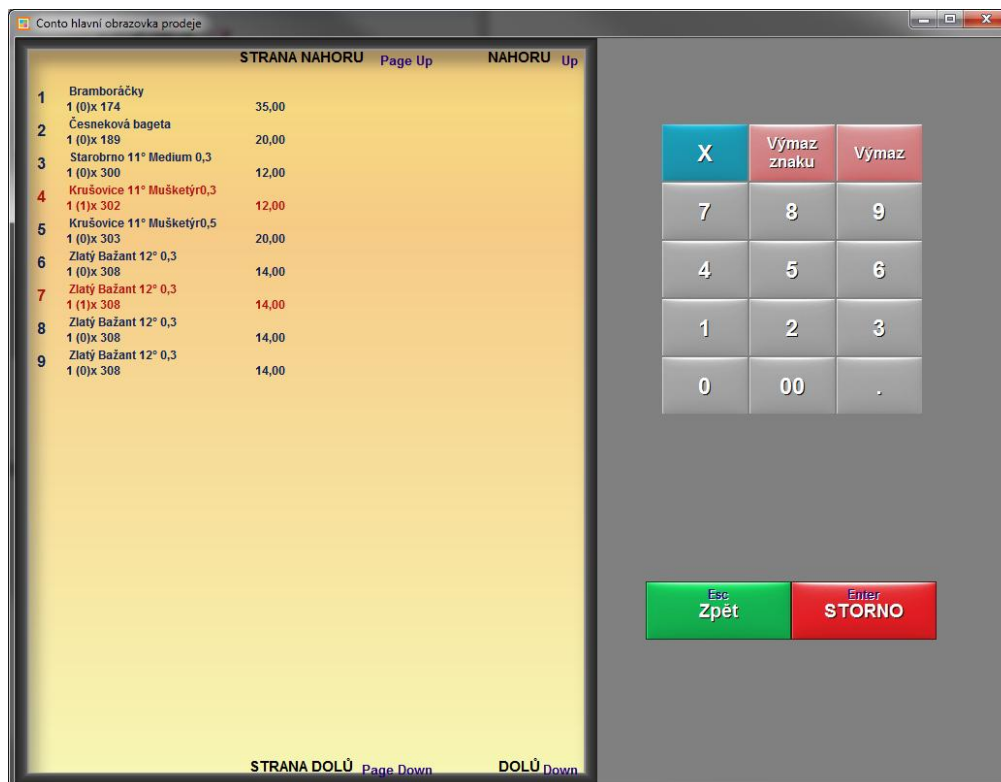 Conto hlavní obrazovka prodeje
STRANA NAHORU Page Up NAHORU Up
1 Bramboráčky
1 (0)x 174 35,00
2 Česneková bageta
1 (0)x 189 20,00
3 Starobrno 11° Medium 0,3
1 (0)x 300 12,00
4 Krušovice 11° Mušketýr0,3
1 (1)x 302 12,00
5 Krušovice 11° Mušketýr0,5
1 (0)x 303 20,00
6 Zlatý Bažant 12° 0,3
1 (0)x 308 14,00
7 Zlatý Bažant 12° 0,3
1 (1)x 308 14,00
8 Zlatý Bažant 12° 0,3
1 (0)x 308 14,00
9 Zlatý Bažant 12° 0,3
1 (0)x 308 14,00
STRANA DOLŮ Page Down DOLŮ Down
X Výmaz znaku Výmaz
7 8 9
4 5 6
1 2 3
0 00 .
Esc Enter
Zpět STORNO